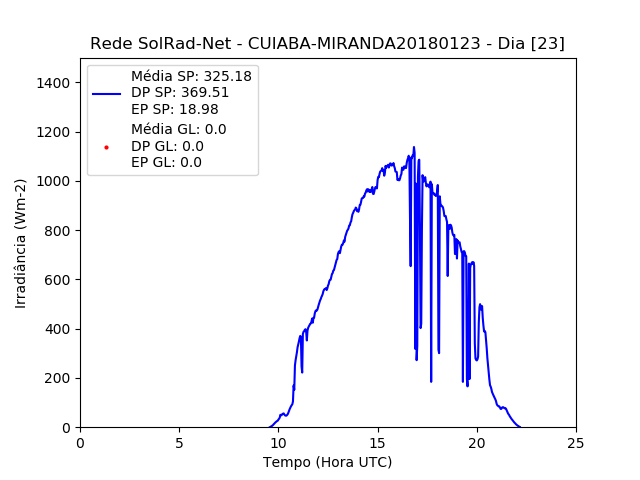 Rede SolRad-Net - CUIABA-MIRANDA20180123 - Dia [23]
Média SP: 325.18
DP SP: 369.51
EP SP: 18.98
Média GL: 0.0
DP GL: 0.0
EP GL: 0.0
1400
1200
1000
800
600
400
200
0
Irradiância (Wm-2)
0 5 10 15 20 25
Tempo (Hora UTC)